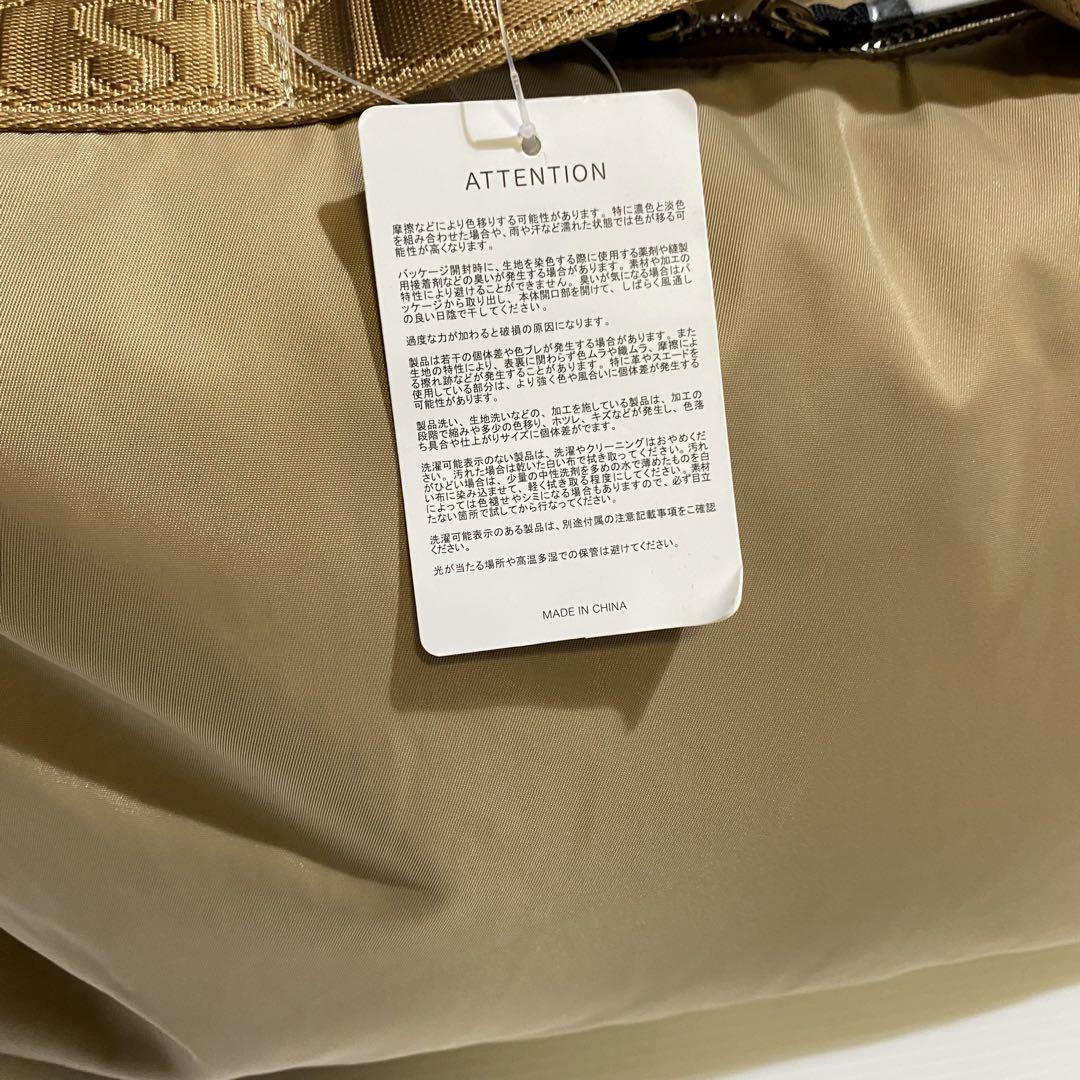 SK
ATTENTION
摩擦などにより色移りする可能性があります。特に濃色と淡色
を組み合わせた場合や、雨や汗など濡れた状態では色が移る可
能性が高くなります。
パッケージ開封時に、生地を染色する際に使用する薬剤や縫製
用接着剤などの臭いが発生する場合があります。素材や加工の
特性により避けることができません。臭いが気になる場合はパ
ッケージから取り出し、本体開口部を開けて、しばらく風通し
の良い日陰で干してください。
過度な力が加わると破損の原因になります。
製品は若干の個体差や色ブレが発生する場合があります。また
生地の特性により、表裏に関わらず色ムラや織ムラ、摩擦によ
る擦れ跡などが発生することがあります。特に革やスエードを
使用している部分は、より強く色や風合いに個体差が発生する
可能性があります。
製品洗い、生地洗いなどの、加工を施している製品は、加工の
段階で縮みや多少の色移り、ホツレ、キズなどが発生し、色落
ち具合や仕上がりサイズに個体差がでます。
洗濯可能表示のない製品は、洗濯やクリーニングはおやめくだ
さい。汚れた場合は乾いた白い布で拭き取ってください。汚れ
がひどい場合は、少量の中性洗剤を多めの水で薄めたものを白
い布に染み込ませて、軽く拭き取る程度にしてください。素材
によっては色褪せやシミになる場合もありますので、必ず目立
たない箇所で試してから行なってください。
洗濯可能表示のある製品は、別途付属の注意記載事項をご確認
ください。
光が当たる場所や高温多湿での保管は避けてください。
MADE IN CHINA